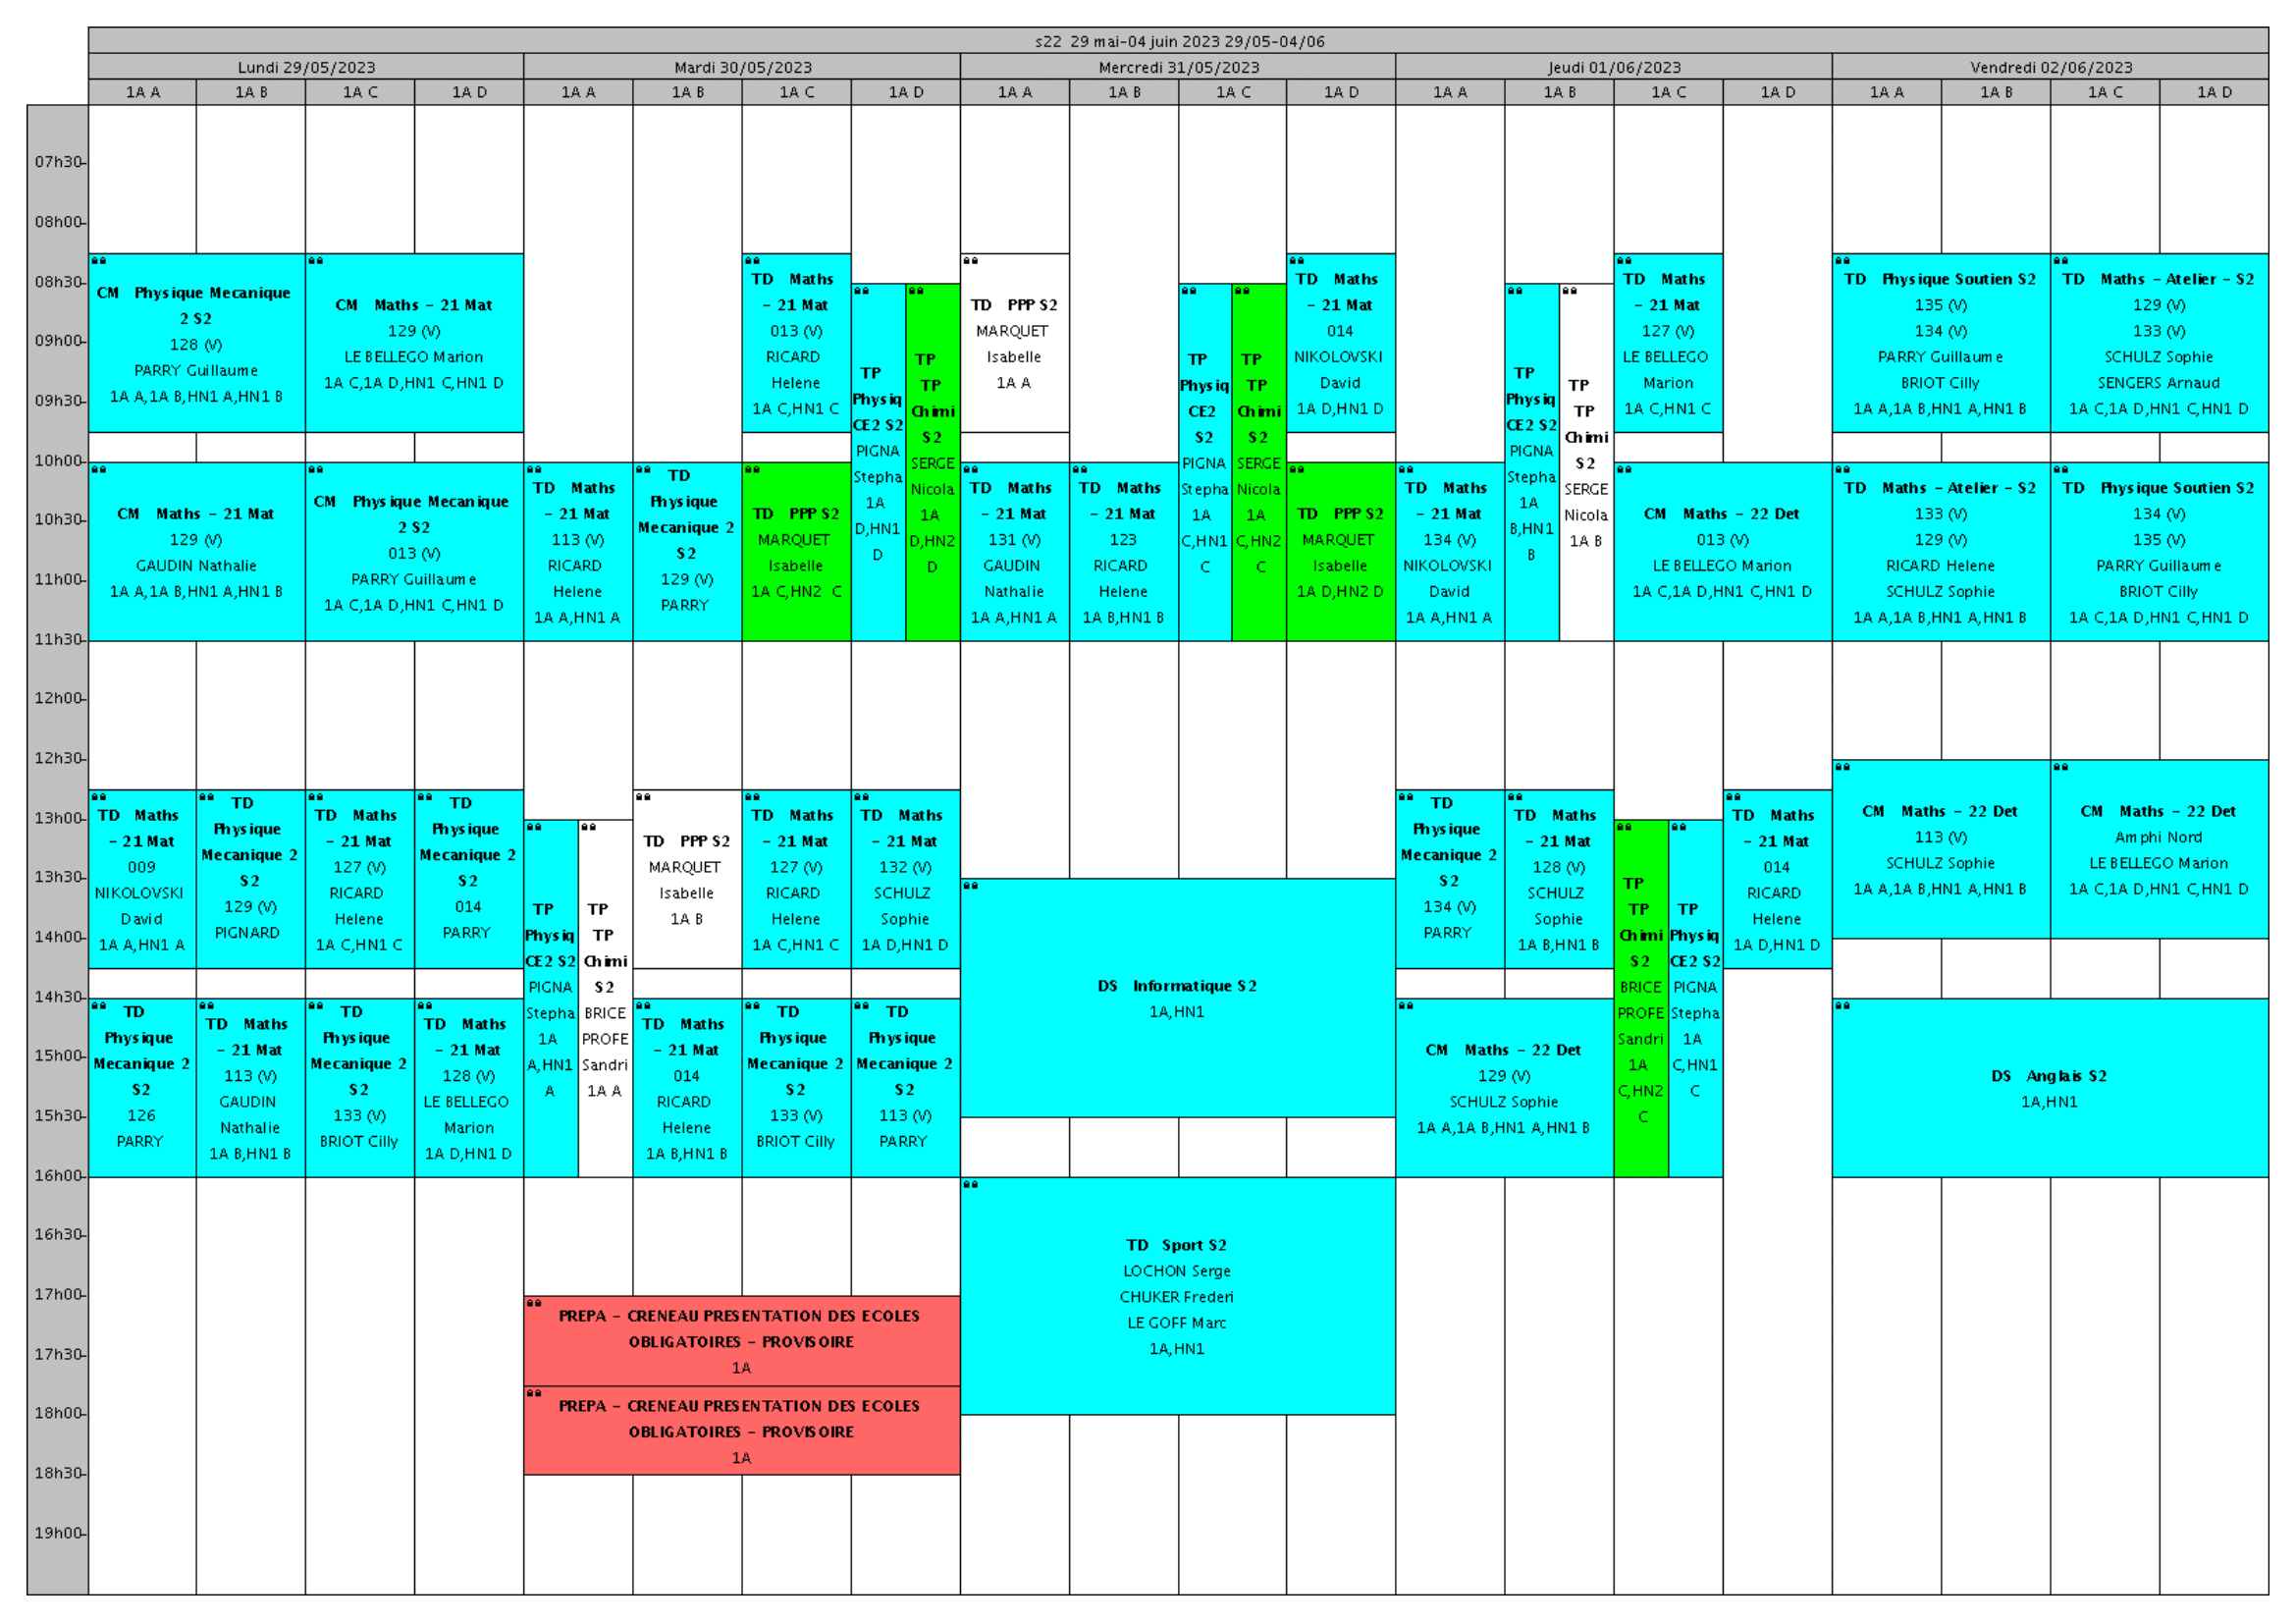 s22 29 mai-04 juin 2023 29/05-04/06
Lundi 29/05/2023
Mardi 30/05/2023
Mercredi 31/05/2023
Jeudi 01/06/2023
Vendredi 02/06/2023
1A A
1A B
1A C
1A D
1A A
1A B
1A C
1A D
1A A
1A B
1A C
1A D
1A A
1A B
1A C
1A D
1A A
1A B
1A C
1A D
07h30
08h00
08h30
09h00
09h30
10h00
10h30
11h00
11h30
12h00
12h30
13h00
13h30
14h00
14h30
15h00
15h30
16h00
16h30
17h00
17h30
18h00
18h30
19h00
CM Physique Mecanique
2 S2
128 (V)
PARRY Guillaume
1A A,1A B,HN1 A,HN1 B
CM Maths - 21 Mat
129 (V)
LE BELLEGO Marion
1A C,1A D,HN1 C,HN1 D
CM Maths - 21 Mat
129 (V)
GAUDIN Nathalie
1A A,1A B,HN1 A,HN1 B
CM Physique Mecanique
2 S2
013 (V)
PARRY Guillaume
1A C,1A D,HN1 C,HN1 D
TD Maths
- 21 Mat
009
NIKOLOVSKI
David
1A A,HN1 A
TD
Physique
Mecanique 2
S2
129 (V)
PIGNARD
TD Maths
- 21 Mat
127 (V)
RICARD
Helene
1A C,HN1 C
TD
Physique
Mecanique 2
S2
014
PARRY
TD
Physique
Mecanique 2
S2
126
PARRY
TD Maths
- 21 Mat
113 (V)
GAUDIN
Nathalie
1A B,HN1 B
TD
Physique
Mecanique 2
S2
133 (V)
BRIOT Cilly
TD Maths
- 21 Mat
128 (V)
LE BELLEGO
Marion
1A D,HN1 D
TD Maths
- 21 Mat
113 (V)
RICARD
Helene
1A A,HN1 A
TD
Physique
Mecanique 2
S2
129 (V)
PARRY
TD Maths
- 21 Mat
013 (V)
RICARD
Helene
1A C,HN1 C
TD PPP S2
MARQUET
Isabelle
1A C,HN2 C
TP
Physiq
CE2 S2
PIGNA
Stepha
1A
D,HN1
D
TP
TP
Chimi
S2
SERGE
Nicola
1A
D,HN2
D
TP
Physiq
CE2 S2
PIGNA
Stepha
1A
A,HN1
A
TP
TP
Chimi
S2
BRICE
PROFE
Sandri
1A A
TD PPP S2
MARQUET
Isabelle
1A B
TD Maths
- 21 Mat
127 (V)
RICARD
Helene
1A C,HN1 C
TD Maths
- 21 Mat
132 (V)
SCHULZ
Sophie
1A D,HN1 D
TD Maths
- 21 Mat
014
RICARD
Helene
1A B,HN1 B
TD
Physique
Mecanique 2
S2
133 (V)
BRIOT Cilly
TD
Physique
Mecanique 2
S2
113 (V)
PARRY
PREPA - CRENEAU PRESENTATION DES ECOLES
OBLIGATOIRES - PROVISOIRE
1A
PREPA - CRENEAU PRESENTATION DES ECOLES
OBLIGATOIRES - PROVISOIRE
1A
TD PPP S2
MARQUET
Isabelle
1A A
TD Maths
- 21 Mat
131 (V)
GAUDIN
Nathalie
1A A,HN1 A
TD Maths
- 21 Mat
123
RICARD
Helene
1A B,HN1 B
TP
Physiq
CE2
S2
PIGNA
Stepha
1A
C,HN1
C
TP
TP
Chimi
S2
SERGE
Nicola
1A
C,HN2
C
TD Maths
- 21 Mat
014
NIKOLOVSKI
David
1A D,HN1 D
TD PPP S2
MARQUET
Isabelle
1A D,HN2 D
DS Informatique S2
1A,HN1
TD Sport S2
LOCHON Serge
CHUKER Frederi
LE GOFF Marc
1A,HN1
TD Maths
- 21 Mat
134 (V)
NIKOLOVSKI
David
1A A,HN1 A
TP
Physiq
CE2 S2
PIGNA
Stepha
1A
B,HN1
B
TP
TP
Chimi
S2
SERGE
Nicola
1A B
TD Maths
- 21 Mat
127 (V)
LE BELLEGO
Marion
1A C,HN1 C
CM Maths - 22 Det
013 (V)
LE BELLEGO Marion
1A C,1A D,HN1 C,HN1 D
TD
Physique
Mecanique 2
S2
134 (V)
PARRY
TD Maths
- 21 Mat
128 (V)
SCHULZ
Sophie
1A B,HN1 B
TP
TP
Chimi
S2
BRICE
PROFE
Sandri
1A
C,HN2
C
TP
Physiq
CE2 S2
PIGNA
Stepha
1A
C,HN1
C
TD Maths
- 21 Mat
014
RICARD
Helene
1A D,HN1 D
CM Maths - 22 Det
129 (V)
SCHULZ Sophie
1A A,1A B,HN1 A,HN1 B
TD Physique Soutien S2
135 (V)
134 (V)
PARRY Guillaume
BRIOT Cilly
1A A,1A B,HN1 A,HN1 B
TD Maths - Atelier - S2
129 (V)
133 (V)
SCHULZ Sophie
SENGERS Arnaud
1A C,1A D,HN1 C,HN1 D
TD Maths - Atelier - S2
133 (V)
129 (V)
RICARD Helene
SCHULZ Sophie
1A A,1A B,HN1 A,HN1 B
TD Physique Soutien S2
134 (V)
135 (V)
PARRY Guillaume
BRIOT Cilly
1A C,1A D,HN1 C,HN1 D
CM Maths - 22 Det
113 (V)
SCHULZ Sophie
1A A,1A B,HN1 A,HN1 B
CM Maths - 22 Det
Amphi Nord
LE BELLEGO Marion
1A C,1A D,HN1 C,HN1 D
DS Anglais S2
1A,HN1